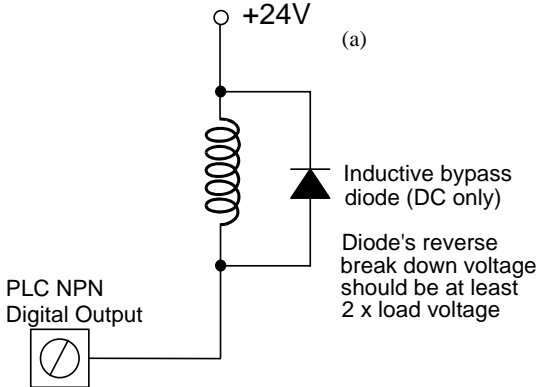 +24V
(a)
Inductive bypass
diode (DC only)
Diode's reverse
break down voltage
should be at least
2 x load voltage
PLC NPN
Digital Output